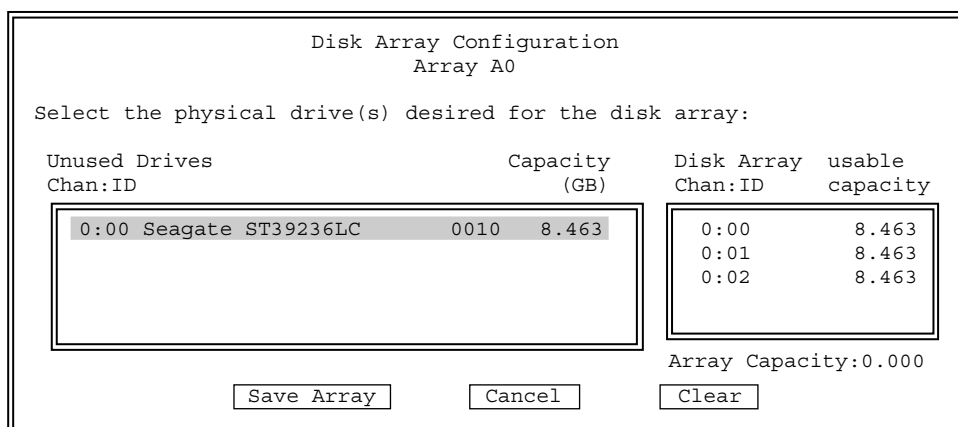 Disk Array Configuration
Array A0
Select the physical drive(s) desired for the disk array:
Unused Drives Capacity Disk Array usable
Chan:ID (GB) Chan:ID capacity
0:00 Seagate ST39236LC 0010 8.463 0:00 8.463
0:01 8.463
0:02 8.463
Array Capacity:0.000
Save Array Cancel Clear